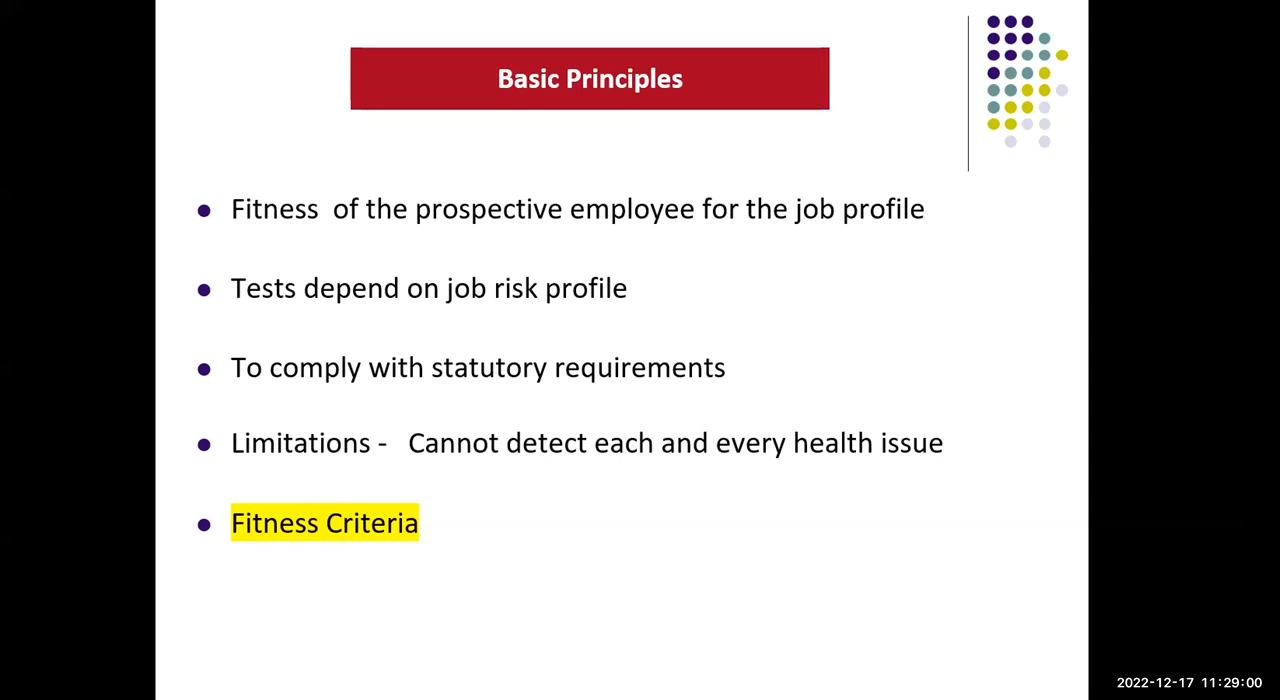 Basic Principles
Fitness of the prospective employee for the job profile
Tests depend on job risk profile
To comply with statutory requirements
Limitations - Cannot detect each and every health issue
Fitness Criteria
2022-12-17 11:29:00